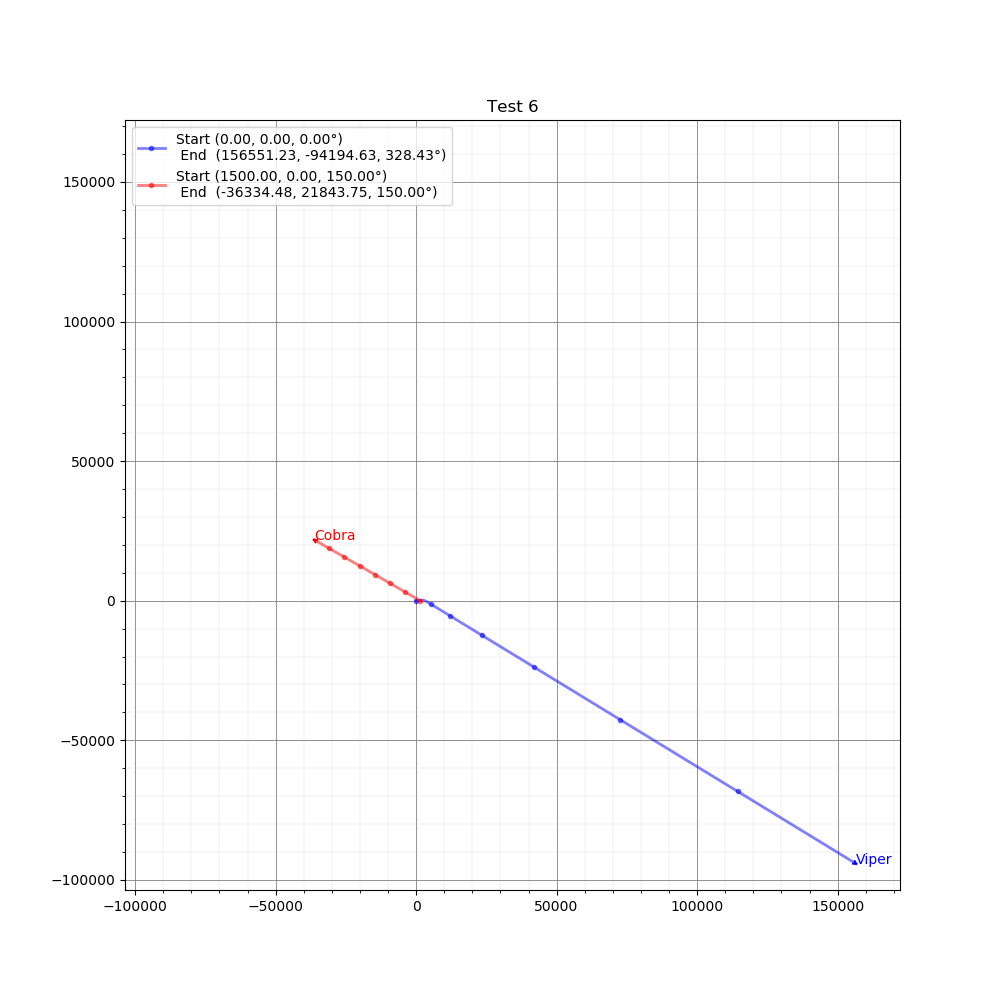 Test 6
Start (0.00, 0.00, 0.00°)
End (156551.23, -94194.63, 328.43°)
Start (1500.00, 0.00, 150.00°)
End (-36334.48, 21843.75, 150.00°)
150000
100000
50000
Cobra
0
−50000
Viper
−100000
−100000 −50000 0 50000 100000 150000